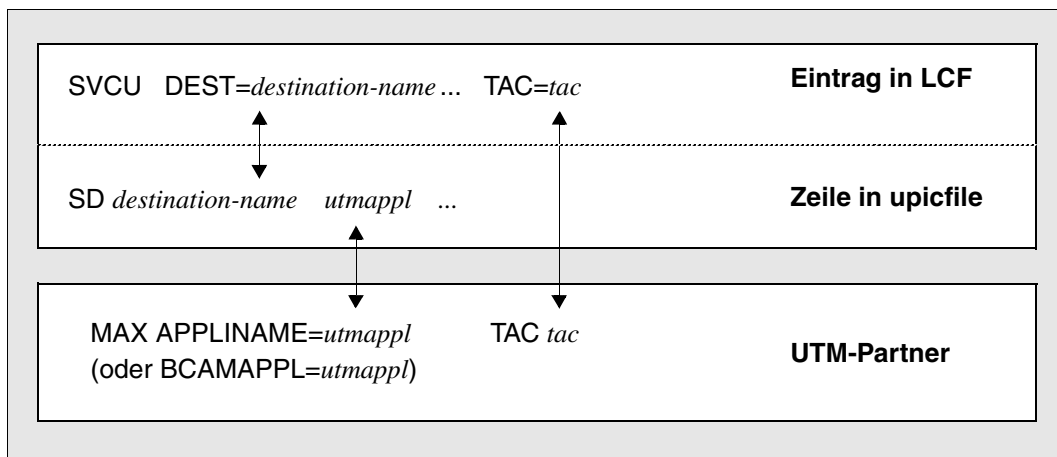 SVCU DEST=destination-name ... TAC=tac Eintrag in LCF
SD destination-name utmappl ... Zeile in upicfile
MAX APPLINAME=utmappl TAC tac
(oder BCAMAPPL=utmappl)
UTM-Partner